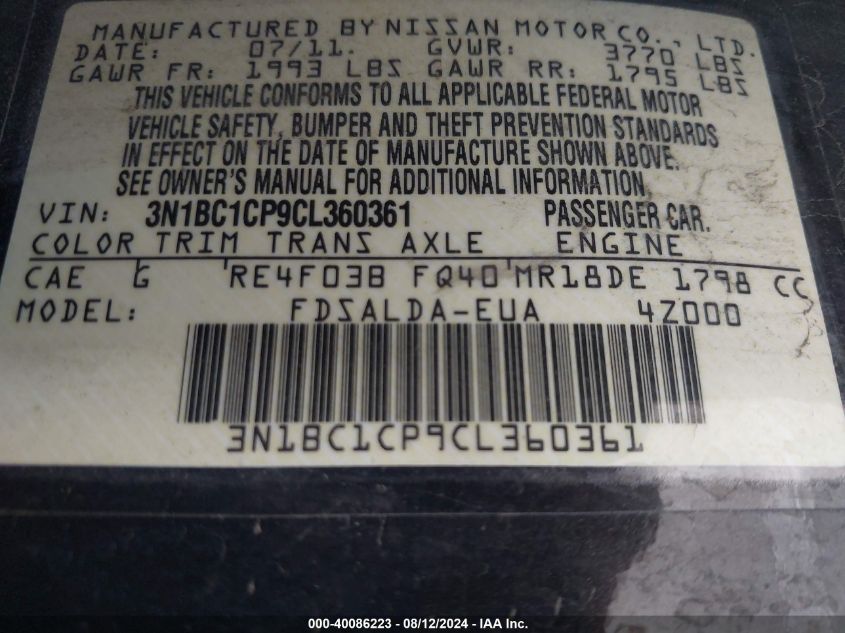 MANUFACTURED BY NISSAN MOTOR CO., LTD.
DATE: 07/11. GVWR: 3770 LBS
GAWR FR: 1993 LBS GAWR RR: 1795 LBS
THIS VEHICLE CONFORMS TO ALL APPLICABLE FEDERAL MOTOR
VEHICLE SAFETY, BUMPER AND THEFT PREVENTION STANDARDS
IN EFFECT ON THE DATE OF MANUFACTURE SHOWN ABOVE.
SEE OWNER'S MANUAL FOR ADDITIONAL INFORMATION.
VIN: 3N1BC1CP9CL360361 PASSENGER CAR.
COLOR TRIM TRANS AXLE ENGINE
CAE G RE4F03B FQ40 MR18DE 1798 CC
MODEL: FDSALDA-EUA 4Z000
3N1BC1CP9CL360361
000-40086223 - 08/12/2024 - IAA Inc.